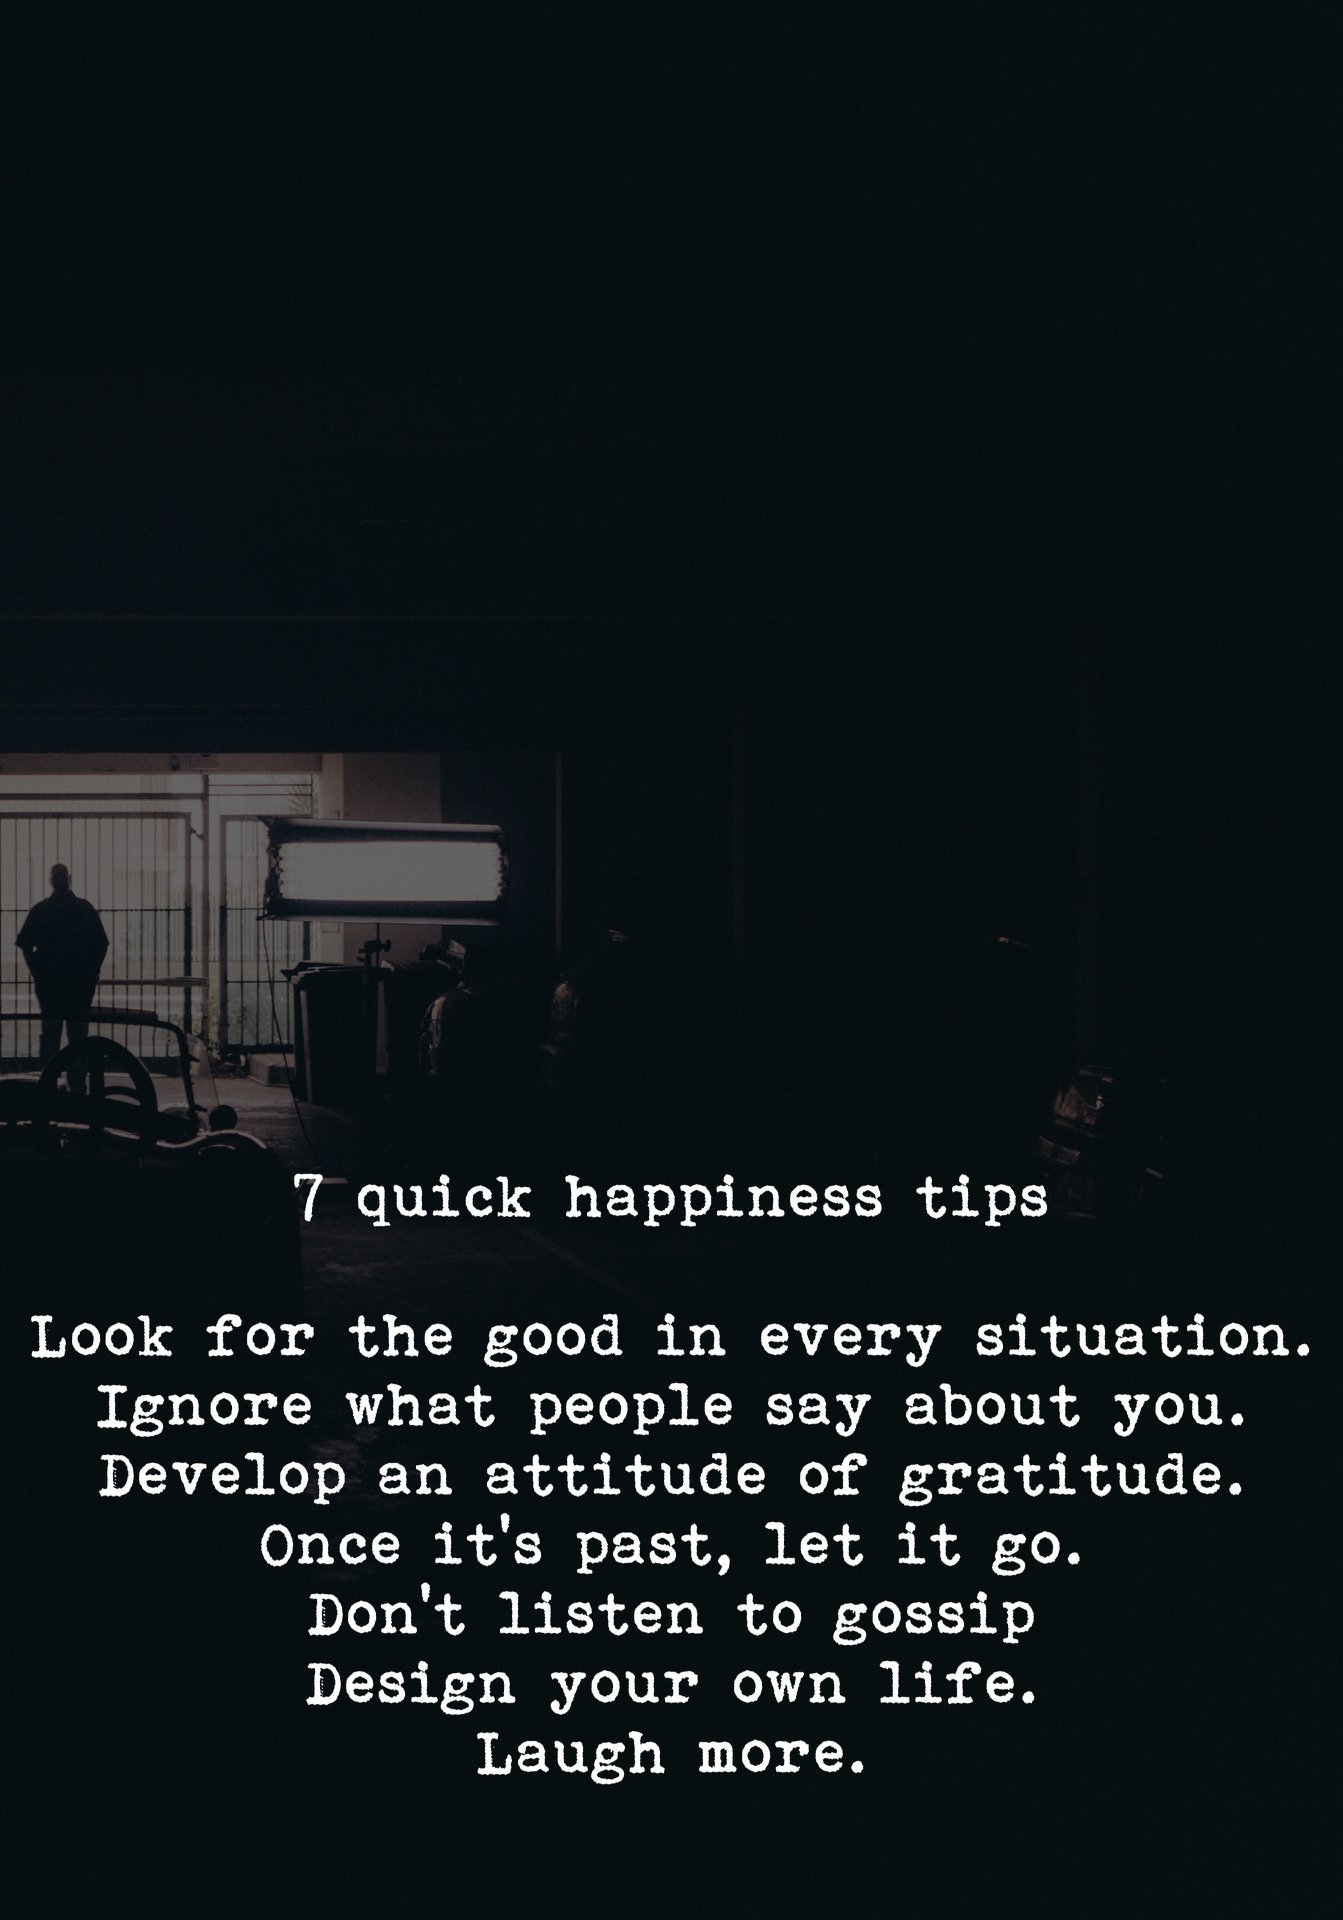 7 quick happiness tips
Look for the good in every situation.
Ignore what people say about you.
Develop an attitude of gratitude.
Once it's past, let it go.
Don't listen to gossip
Design your own life.
Laugh more.